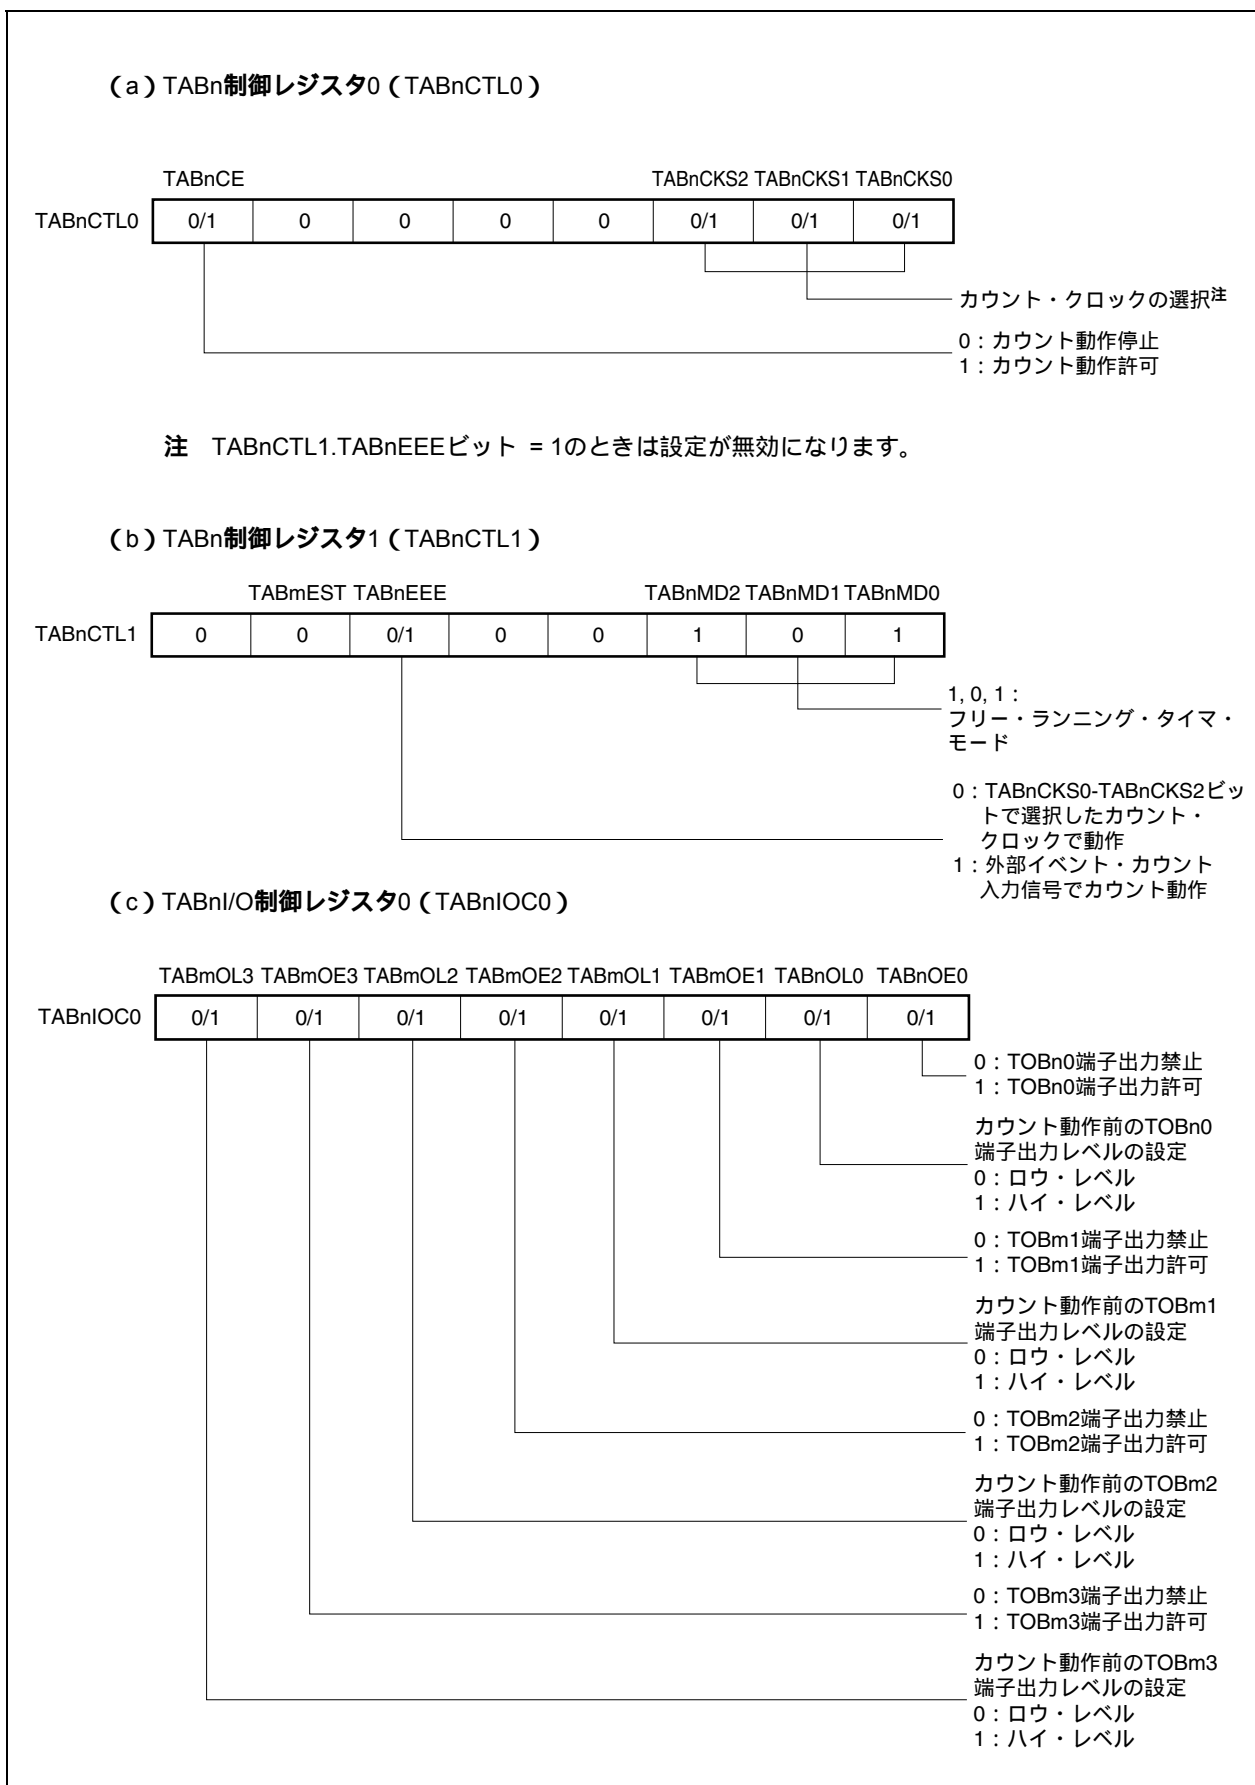 （a）TABn制御レジスタ0（TABnCTL0）
TABnCE TABnCKS2 TABnCKS1 TABnCKS0
TABnCTL0 0/1 0 0 0 0 0/1 0/1 0/1
カウント・クロックの選択注
0：カウント動作停止
1：カウント動作許可
注 TABnCTL1.TABnEEEビット = 1のときは設定が無効になります。
（b）TABn制御レジスタ1（TABnCTL1）
TABmEST TABnEEE TABnMD2 TABnMD1 TABnMD0
TABnCTL1 0 0 0/1 0 0 1 0 1
1, 0, 1：
フリー・ランニング・タイマ・
モード
0：TABnCKS0-TABnCKS2ビッ
トで選択したカウント・
クロックで動作
1：外部イベント・カウント
入力信号でカウント動作
（c）TABnI/O制御レジスタ0（TABnIOC0）
TABmOL3 TABmOE3 TABmOL2 TABmOE2 TABmOL1 TABmOE1 TABnOL0 TABnOE0
TABnIOC0 0/1 0/1 0/1 0/1 0/1 0/1 0/1 0/1
0：TOBn0端子出力禁止
1：TOBn0端子出力許可
カウント動作前のTOBn0
端子出力レベルの設定
0：ロウ・レベル
1：ハイ・レベル
0：TOBm1端子出力禁止
1：TOBm1端子出力許可
カウント動作前のTOBm1
端子出力レベルの設定
0：ロウ・レベル
1：ハイ・レベル
0：TOBm2端子出力禁止
1：TOBm2端子出力許可
カウント動作前のTOBm2
端子出力レベルの設定
0：ロウ・レベル
1：ハイ・レベル
0：TOBm3端子出力禁止
1：TOBm3端子出力許可
カウント動作前のTOBm3
端子出力レベルの設定
0：ロウ・レベル
1：ハイ・レベル